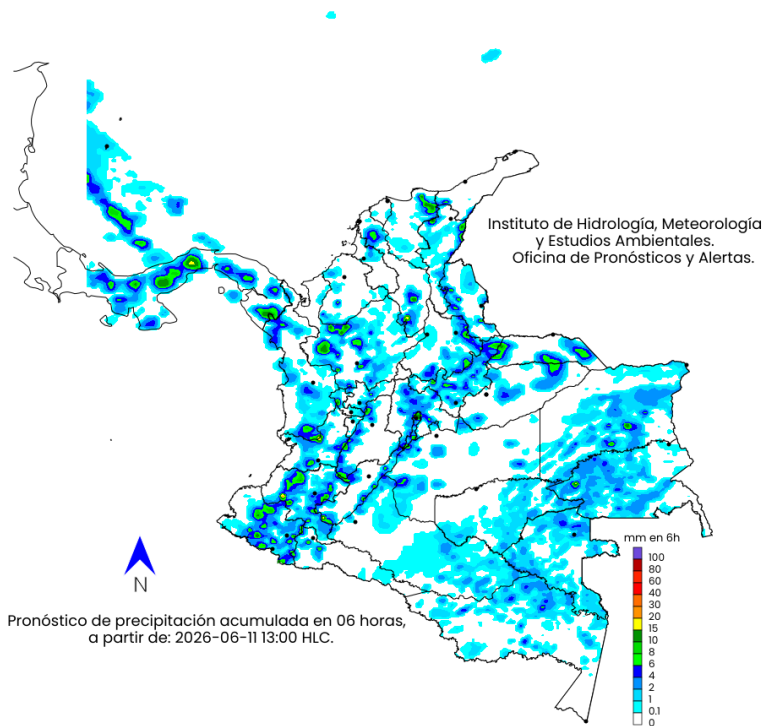 Instituto de Hidrología, Meteorología
y Estudios Ambientales.
Oficina de Pronósticos y Alertas.
mm en 6h
100
80
60
40
30
20
15
10
8
6
4
2
1
0.1
0
N
Pronóstico de precipitación acumulada en 06 horas,
a partir de: 2026-06-11 13:00 HLC.